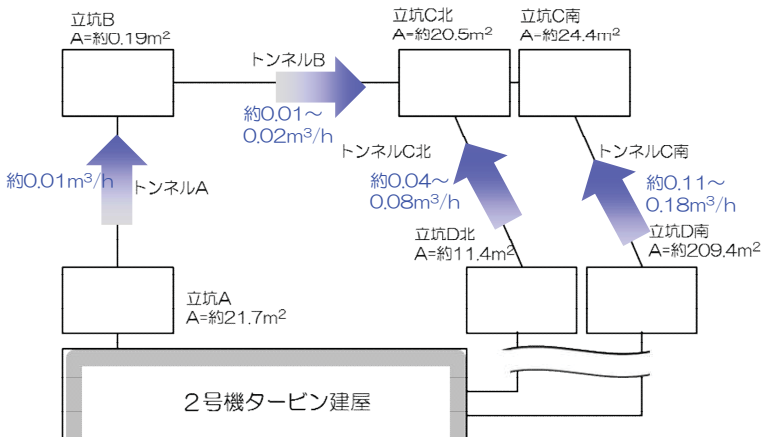 立坑B
A=約0.19m²
立坑C北
A=約20.5m²
立坑C南
A=約24.4m²
トンネルB
約0.01～
0.02m³/h
約0.01m³/h
トンネルA
トンネルC北
約0.04～
0.08m³/h
トンネルC南
約0.11～
0.18m³/h
立坑D北
A=約11.4m²
立坑D南
A=約209.4m²
立坑A
A=約21.7m²
２号機タービン建屋